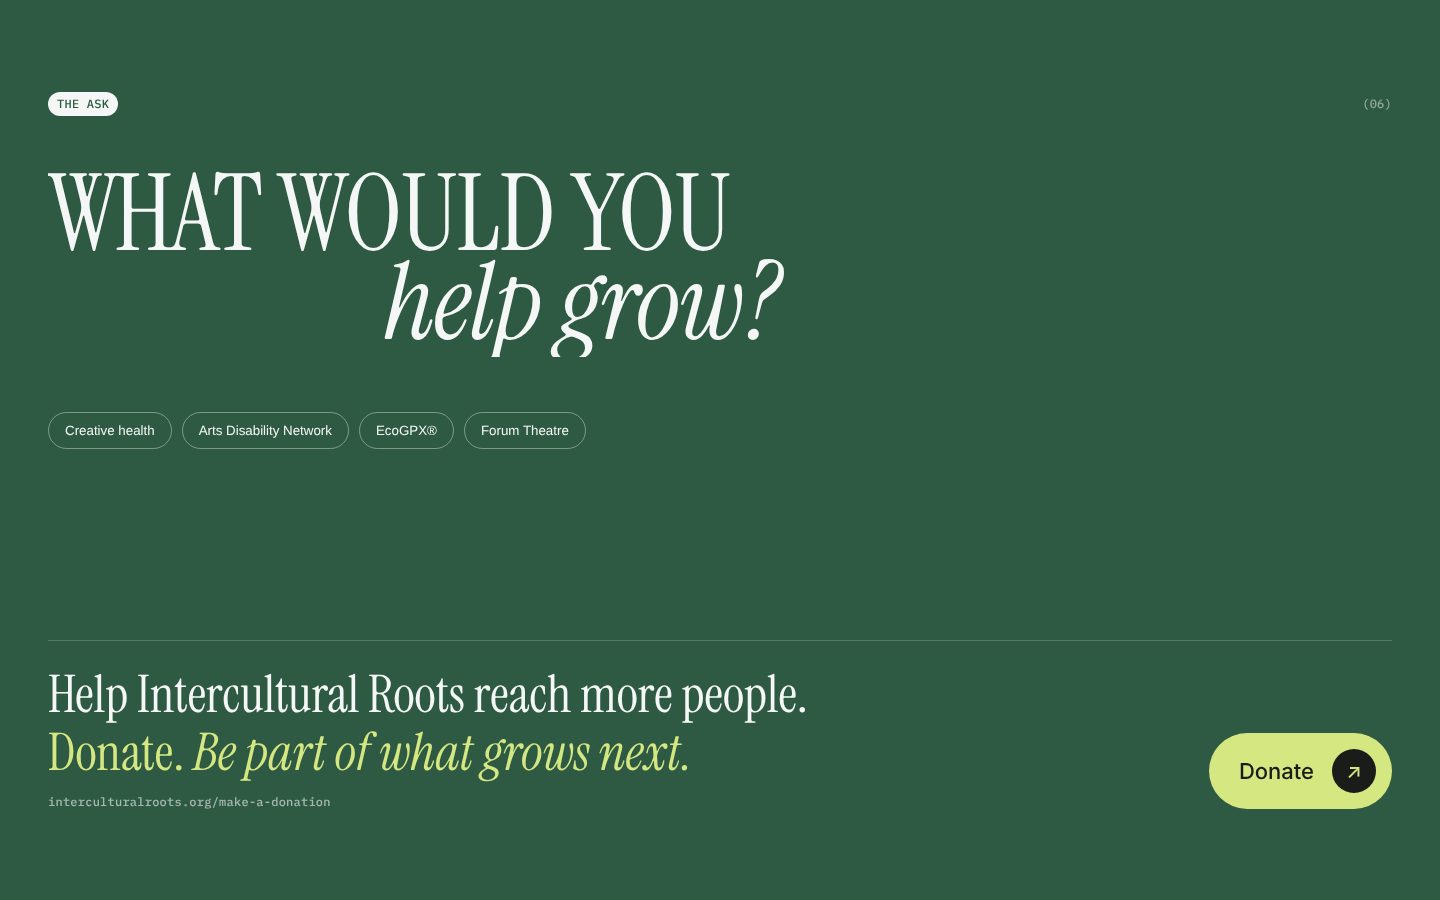 THE ASK
(06)
WHAT WOULD YOU
help grow?
Creative health
Arts Disability Network
EcoGPX®
Forum Theatre
Help Intercultural Roots reach more people.
Donate. Be part of what grows next.
interculturalroots.org/make-a-donation
Donate